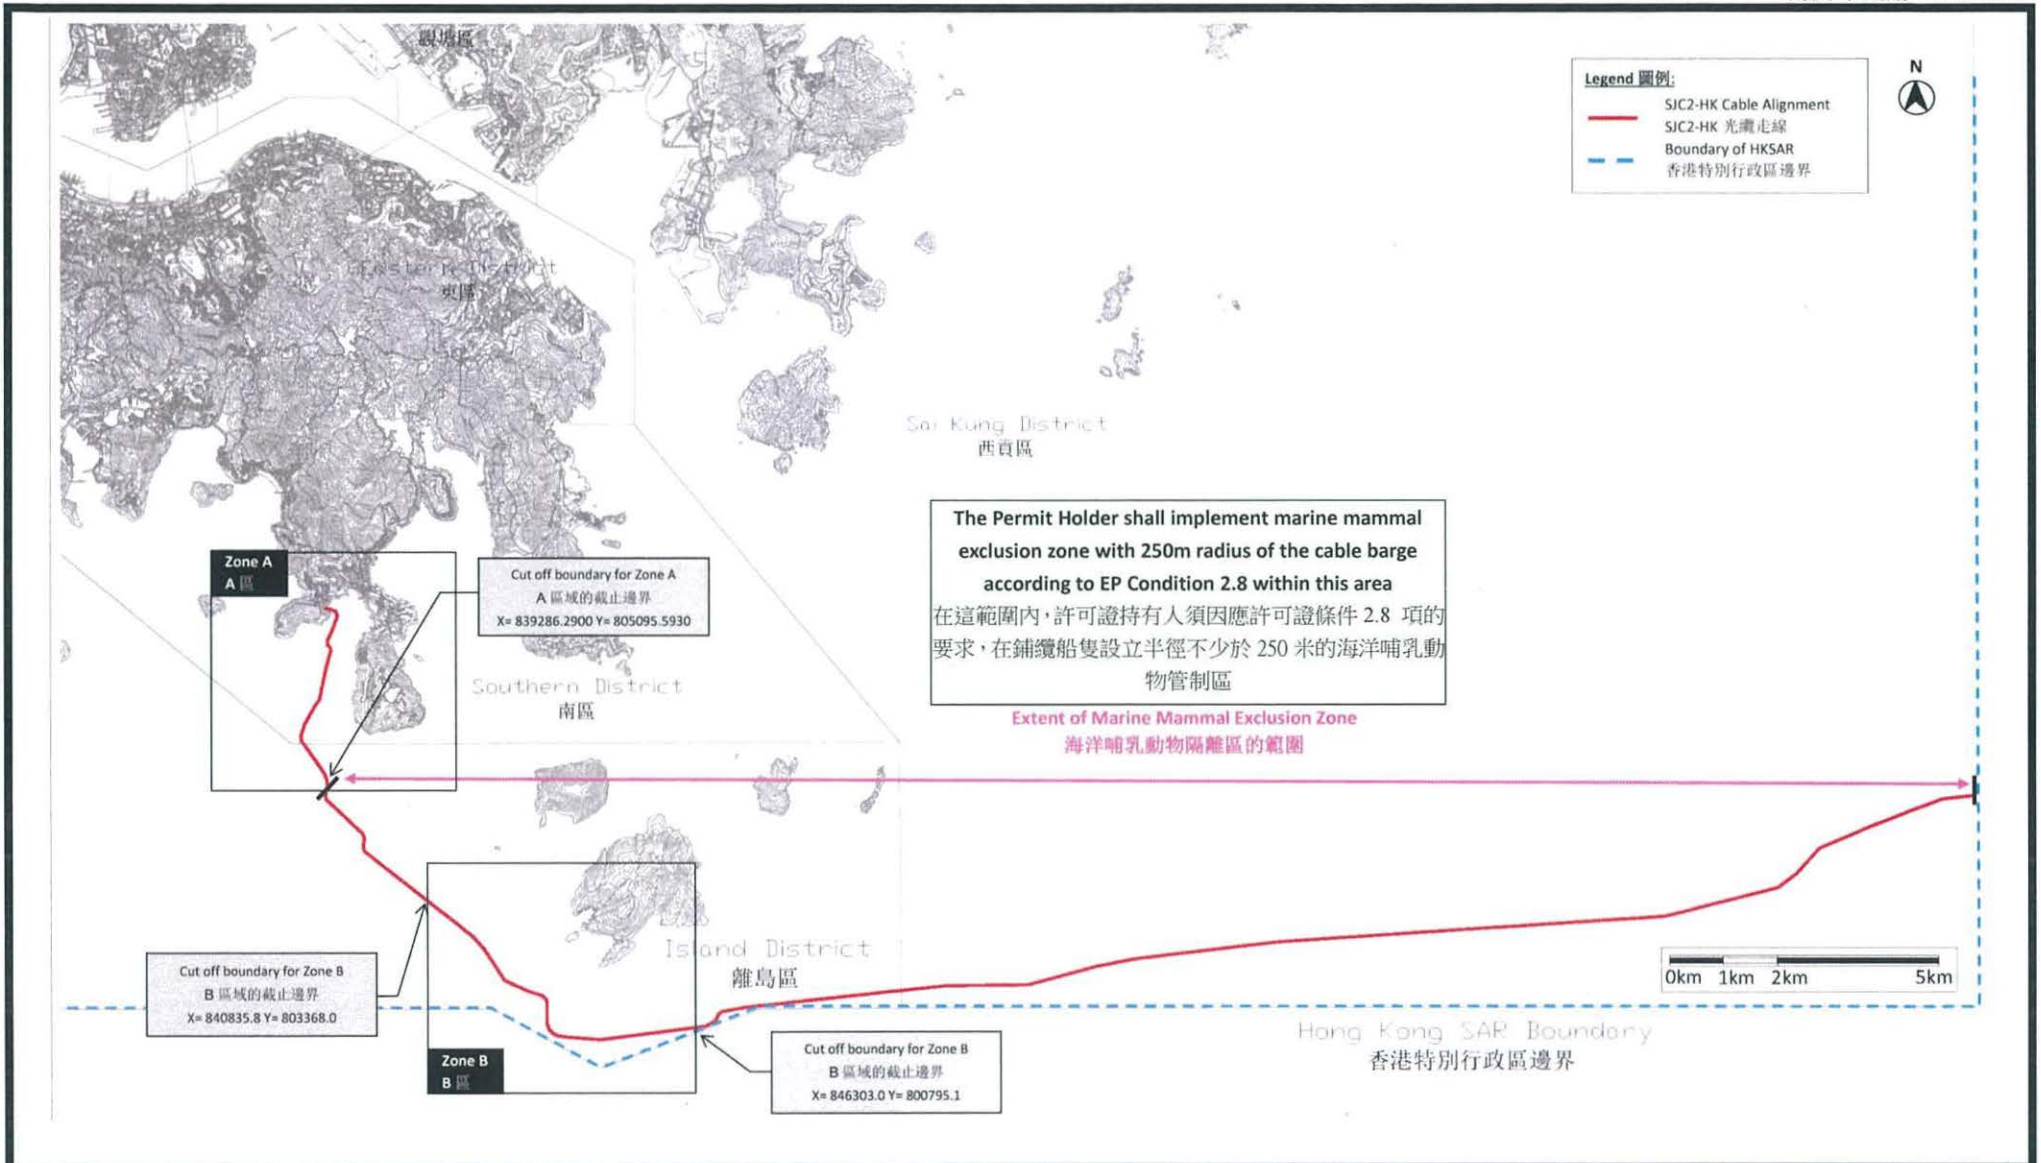 觀塘區
Legend 圖例:
SJC2-HK Cable Alignment
SJC2-HK 光纜走線
Boundary of HKSAR
香港特別行政區邊界
N
Eastern District
東區
Sai Kung District
西貢區
The Permit Holder shall implement marine mammal
exclusion zone with 250m radius of the cable barge
according to EP Condition 2.8 within this area
在這範圍內，許可證持有人須因應許可證條件 2.8 項的
要求，在鋪纜船隻設立半徑不少於 250 米的海洋哺乳動
物管制區
Zone A
A 區
Cut off boundary for Zone A
A 區域的截止邊界
X= 839286.2900 Y= 805095.5930
Southern District
南區
Extent of Marine Mammal Exclusion Zone
海洋哺乳動物隔離區的範圍
Island District
離島區
Cut off boundary for Zone B
B 區域的截止邊界
X= 840835.8 Y= 803368.0
0km 1km 2km 5km
Hong Kong SAR Boundary
香港特別行政區邊界
Zone B
B 區
Cut off boundary for Zone B
B 區域的截止邊界
X= 846303.0 Y= 800795.1